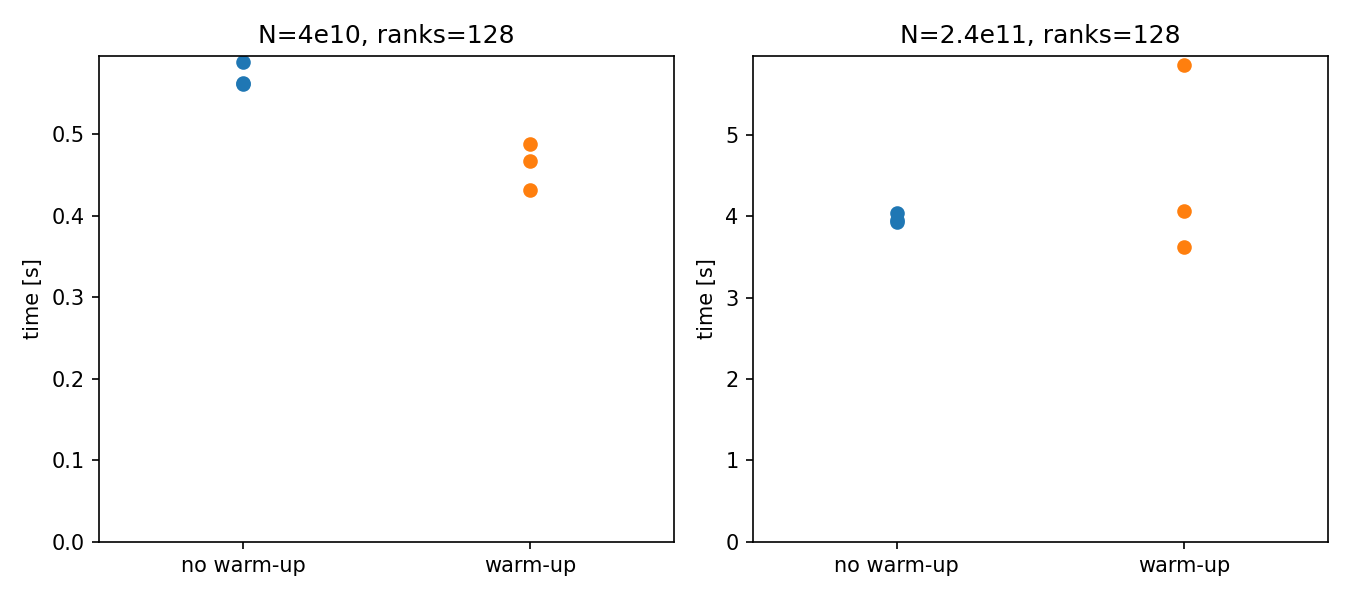 N=4e10, ranks=128
time [s]
0.5
0.4
0.3
0.2
0.1
0.0
no warm-up warm-up
N=2.4e11, ranks=128
time [s]
5
4
3
2
1
0
no warm-up warm-up